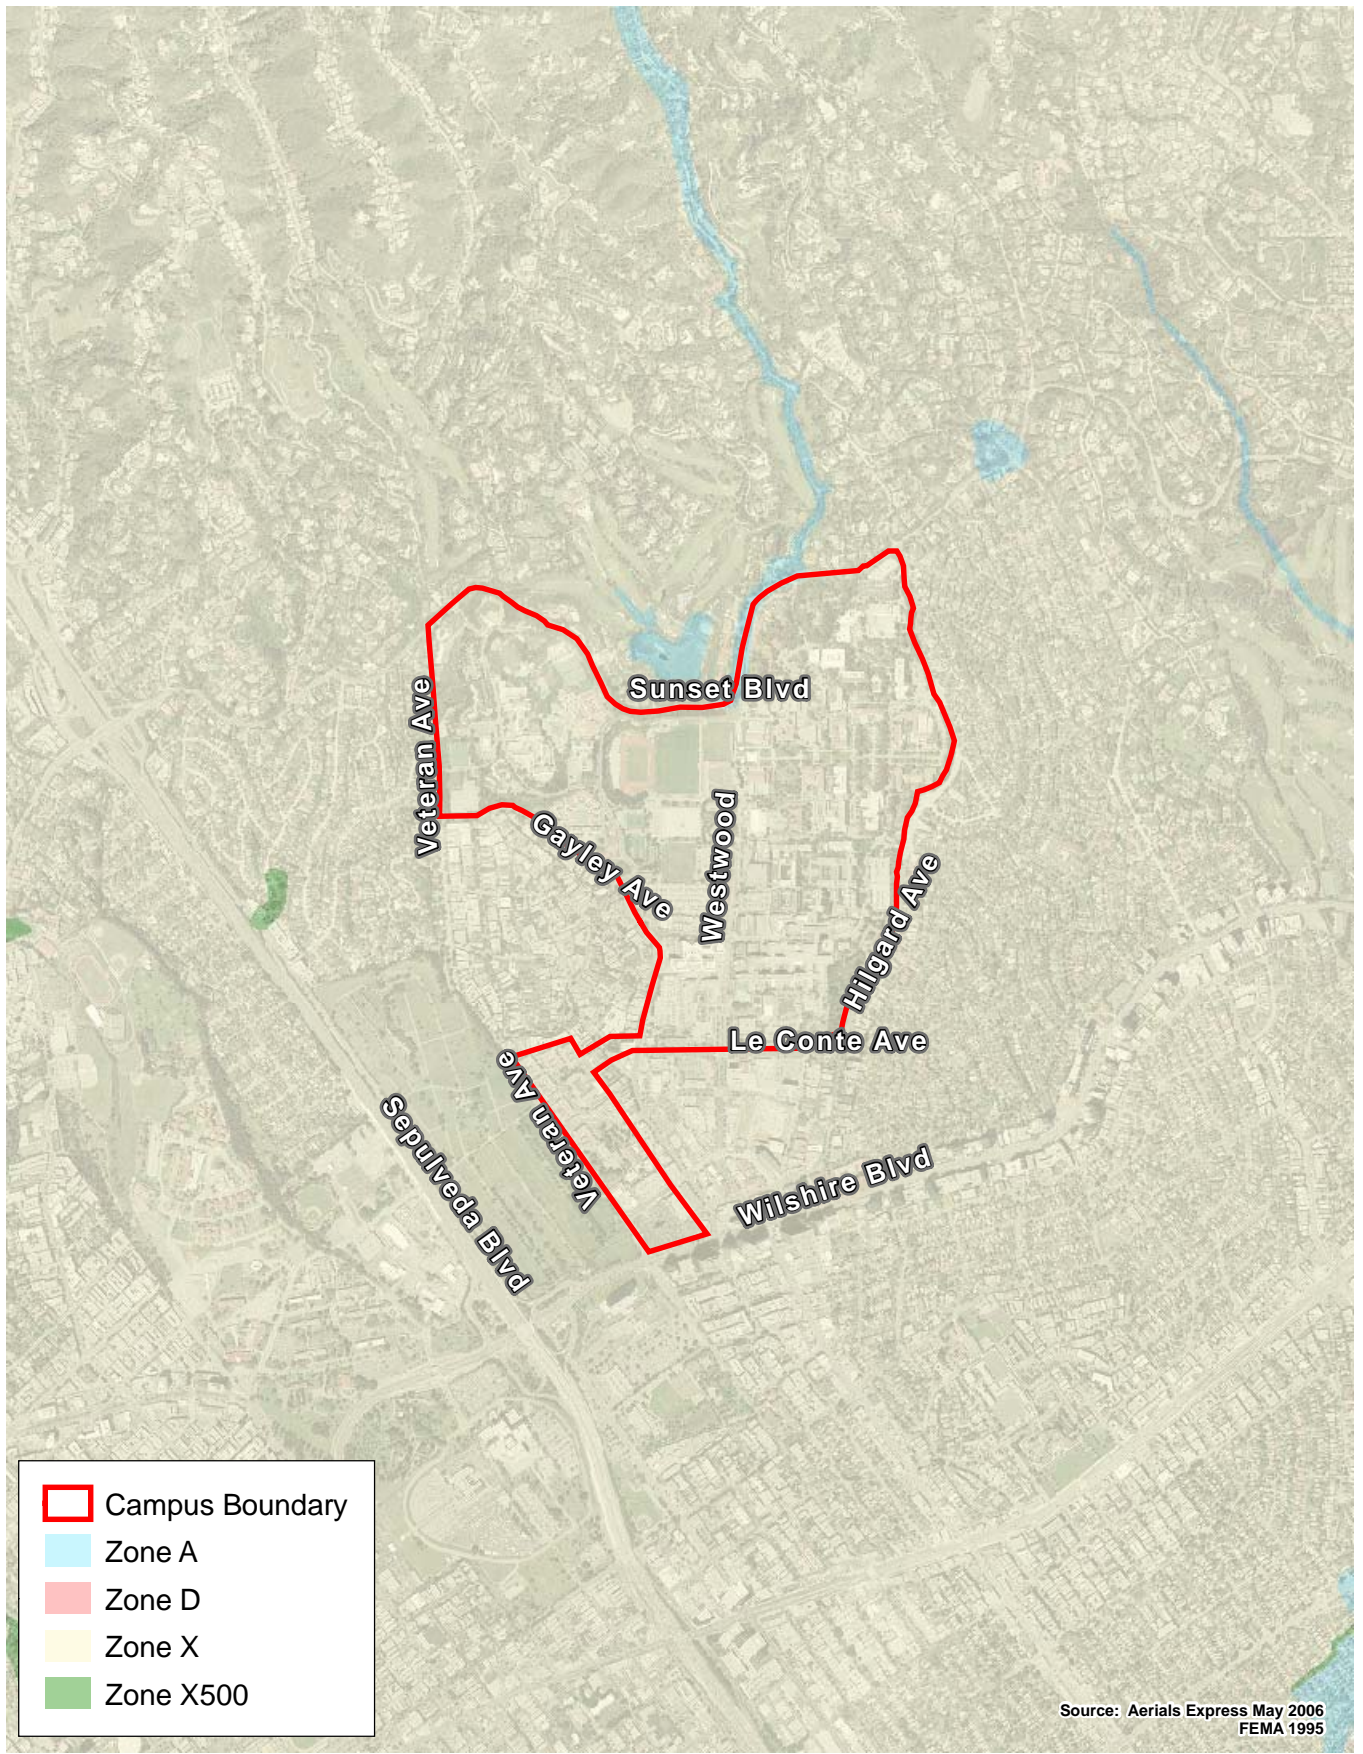 Sunset Blvd
Veteran Ave
Gayley Ave
Westwood
Hilgard Ave
Le Conte Ave
Veteran Ave
Sepulveda Blvd
Wilshire Blvd
Campus Boundary
Zone A
Zone D
Zone X
Zone X500
Source: Aerials Express May 2006
FEMA 1995